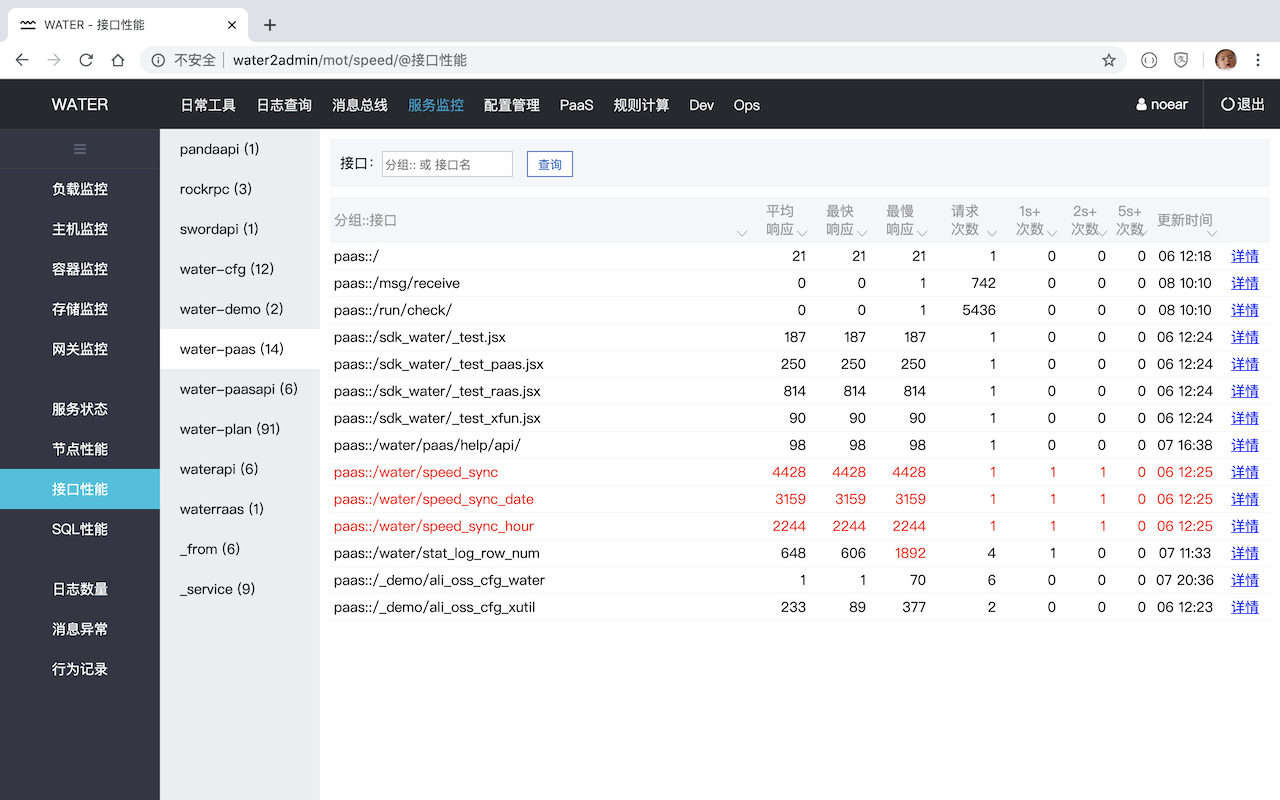 WATER - 接口性能
不安全 water2admin/mot/speed/@接口性能
WATER 日常工具 日志查询 消息总线 服务监控 配置管理 PaaS 规则计算 Dev Ops noear 退出
负载监控
主机监控
容器监控
存储监控
网关监控
服务状态
节点性能
接口性能
SQL性能
日志数量
消息异常
行为记录
pandaapi (1)
rockrpc (3)
swordapi (1)
water-cfg (12)
water-demo (2)
water-paas (14)
water-paasapi (6)
water-plan (91)
waterapi (6)
waterraas (1)
_from (6)
_service (9)
接口: 分组:: 或 接口名 查询
分组::接口 平均响应 最快响应 最慢响应 请求次数 1s+次数 2s+次数 5s+次数 更新时间
paas::/ 21 21 21 1 0 0 0 06 12:18 详情
paas::/msg/receive 0 0 1 742 0 0 0 08 10:10 详情
paas::/run/check/ 0 0 1 5436 0 0 0 08 10:10 详情
paas::/sdk_water/_test.jsx 187 187 187 1 0 0 0 06 12:24 详情
paas::/sdk_water/_test_paas.jsx 250 250 250 1 0 0 0 06 12:24 详情
paas::/sdk_water/_test_raas.jsx 814 814 814 1 0 0 0 06 12:24 详情
paas::/sdk_water/_test_xfun.jsx 90 90 90 1 0 0 0 06 12:24 详情
paas::/water/paas/help/api/ 98 98 98 1 0 0 0 07 16:38 详情
paas::/water/speed_sync 4428 4428 4428 1 1 1 0 06 12:25 详情
paas::/water/speed_sync_date 3159 3159 3159 1 1 1 0 06 12:25 详情
paas::/water/speed_sync_hour 2244 2244 2244 1 1 1 0 06 12:25 详情
paas::/water/stat_log_row_num 648 606 1892 4 1 0 0 07 11:33 详情
paas::/_demo/ali_oss_cfg_water 1 1 70 6 0 0 0 07 20:36 详情
paas::/_demo/ali_oss_cfg_xutil 233 89 377 2 0 0 0 06 12:23 详情